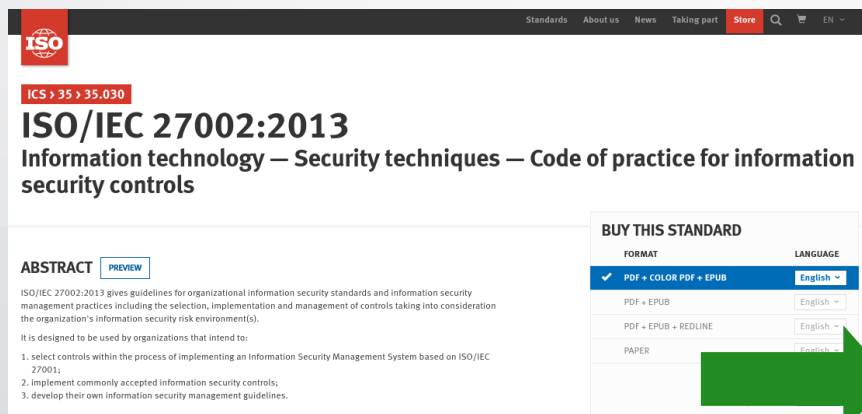 Standards About us News Taking part Store EN
ISO
ICS › 35 › 35.030
ISO/IEC 27002:2013
Information technology — Security techniques — Code of practice for information
security controls
BUY THIS STANDARD
FORMAT LANGUAGE
PDF + COLOR PDF + EPUB English
PDF + EPUB English
PDF + EPUB + REDLINE English
PAPER English
ABSTRACT PREVIEW
ISO/IEC 27002:2013 gives guidelines for organizational information security standards and information security
management practices including the selection, implementation and management of controls taking into consideration
the organization's information security risk environment(s).
It is designed to be used by organizations that intend to:
1. select controls within the process of implementing an Information Security Management System based on ISO/IEC
27001;
2. implement commonly accepted information security controls;
3. develop their own information security management guidelines.